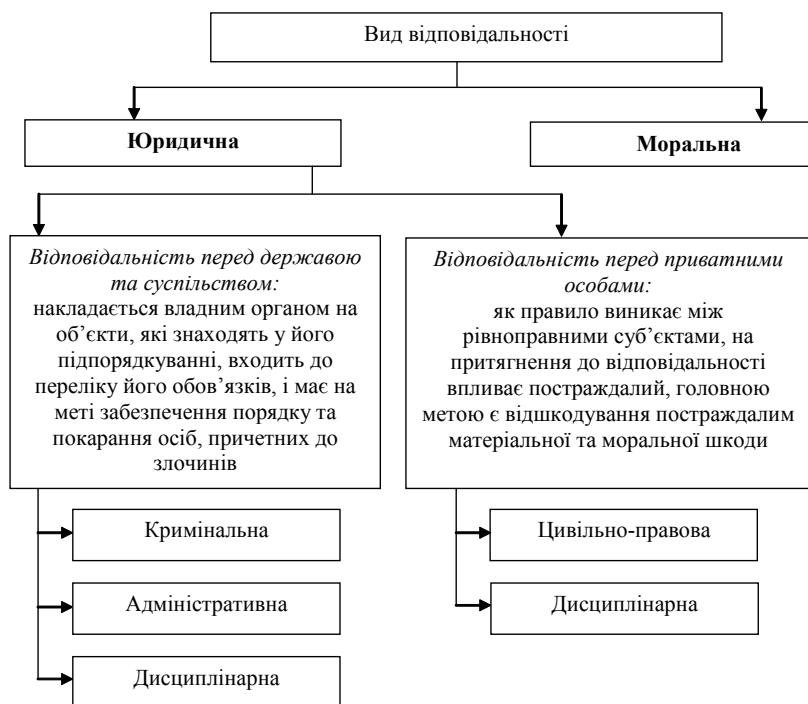 Вид відповідальності
Юридична
Моральна
Відповідальність перед державою
та суспільством:
накладається владним органом на
об’єкти, які знаходять у його
підпорядкуванні, входить до
переліку його обов’язків, і має на
меті забезпечення порядку та
покарання осіб, причетних до
злочинів
Відповідальність перед приватними
особами:
як правило виникає між
рівноправними суб’єктами, на
притягнення до відповідальності
впливає постраждалий, головною
метою є відшкодування постраждалим
матеріальної та моральної шкоди
Кримінальна
Адміністративна
Дисциплінарна
Цивільно-правова
Дисциплінарна